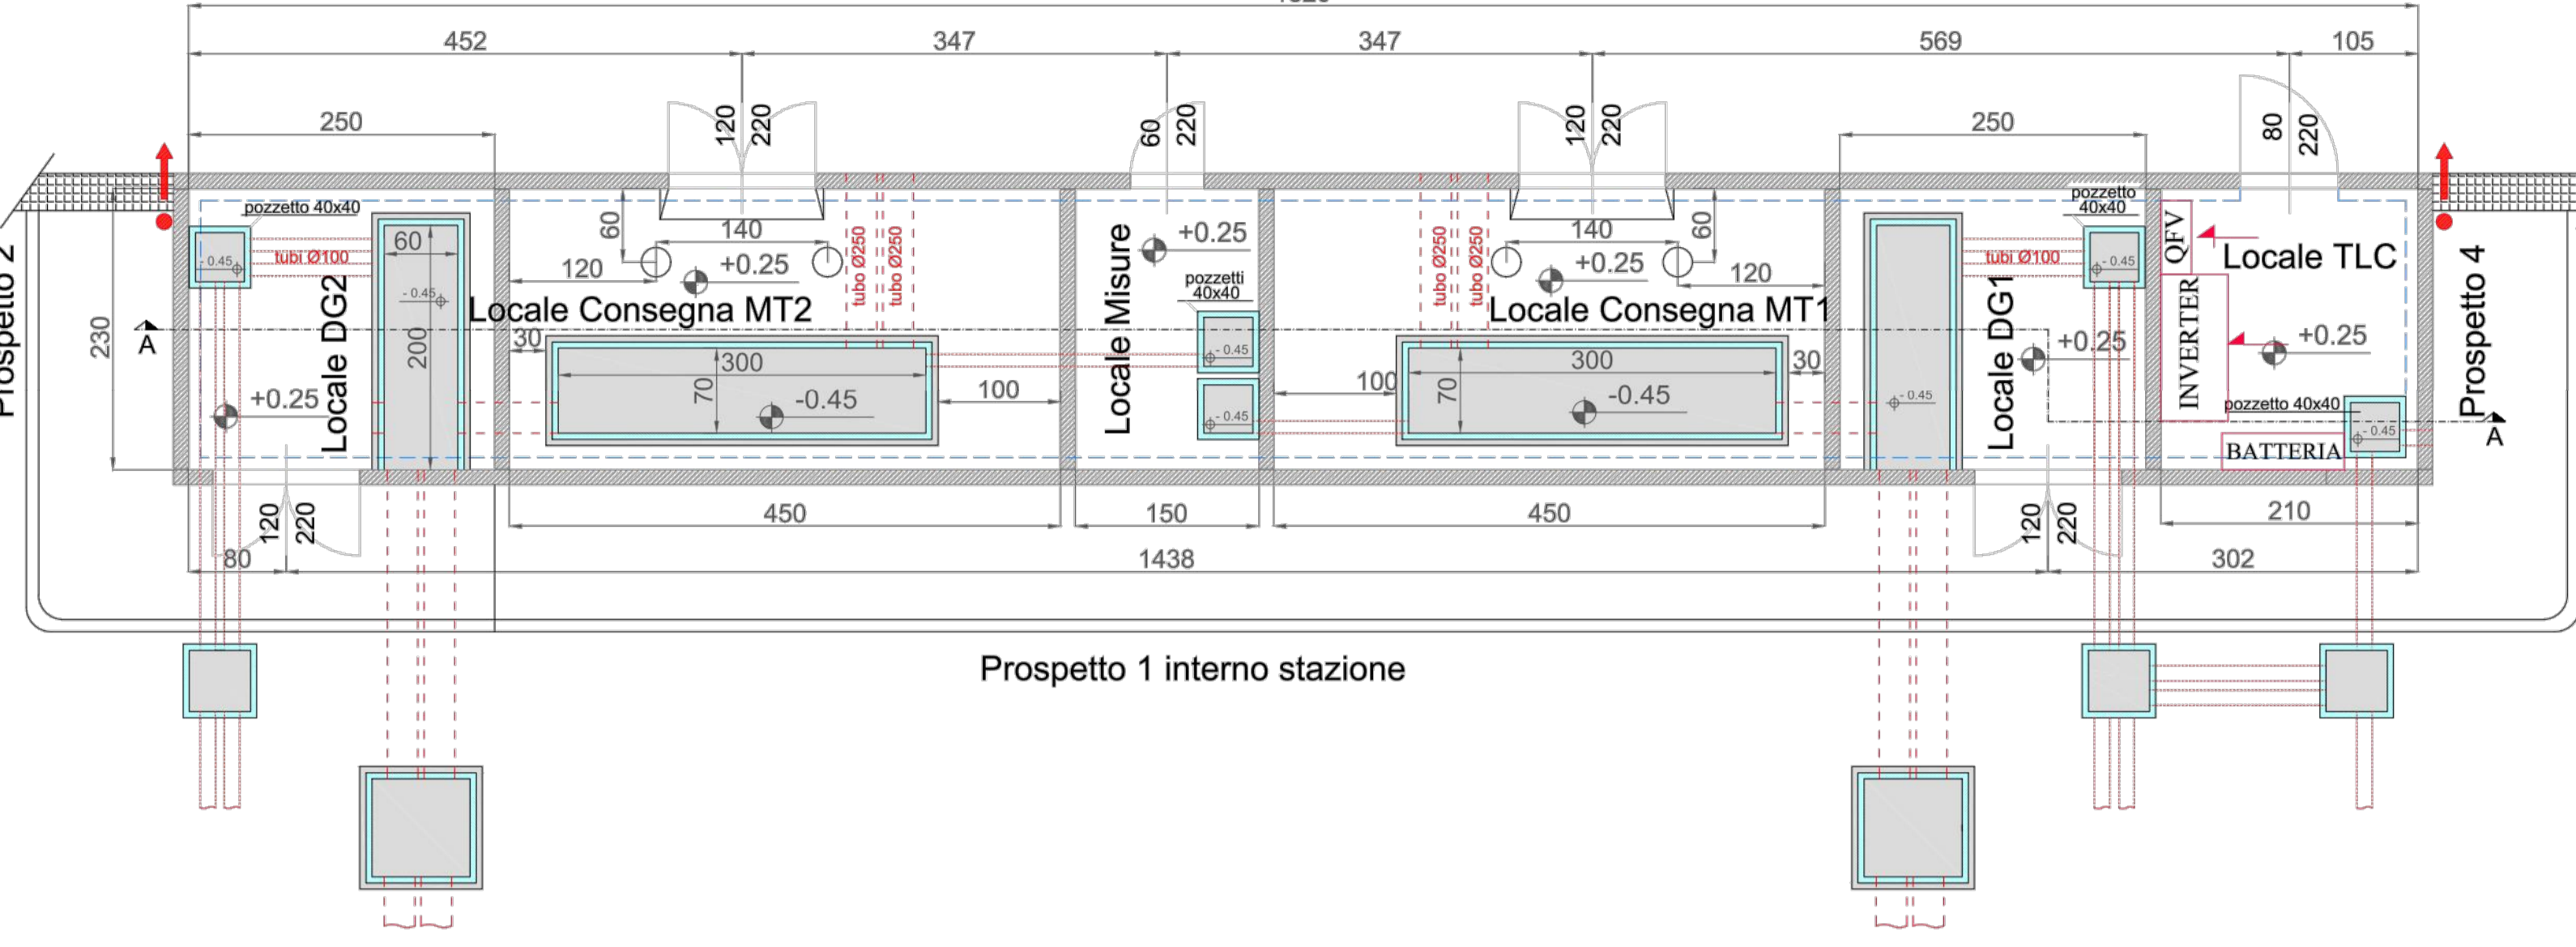 452
347
347
569
105
250
120
220
60
220
120
220
250
80
220
pozzetto 40x40
- 0.45
tubi Ø100
60
- 0.45
200
Locale DG2
+0.25
230
A
Prospetto 2
60
140
120
+0.25
tubo Ø250
tubo Ø250
Locale Consegna MT2
30
300
70
-0.45
100
Locale Misure
+0.25
pozzetti
40x40
- 0.45
- 0.45
tubo Ø250
tubo Ø250
140
60
+0.25
120
Locale Consegna MT1
100
300
30
70
-0.45
- 0.45
tubi Ø100
pozzetto
40x40
- 0.45
Locale DG1
+0.25
QFV
INVERTER
Locale TLC
+0.25
pozzetto 40x40
- 0.45
BATTERIA
Prospetto 4
A
120
220
450
150
450
120
220
210
80
1438
302
Prospetto 1 interno stazione